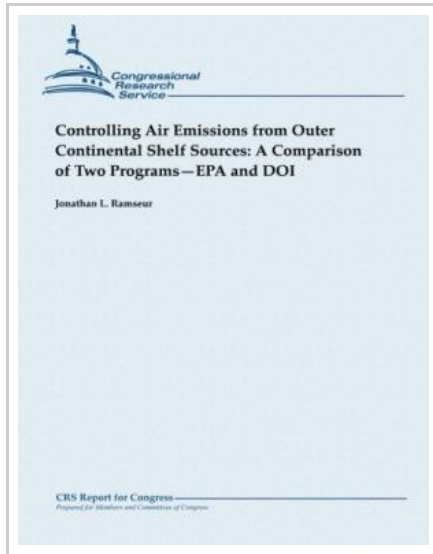 Congressional
Research
Service
Controlling Air Emissions from Outer
Continental Shelf Sources: A Comparison
of Two Programs—EPA and DOI
Jonathan L. Ramseur
CRS Report for Congress
Prepared for Members and Committees of Congress